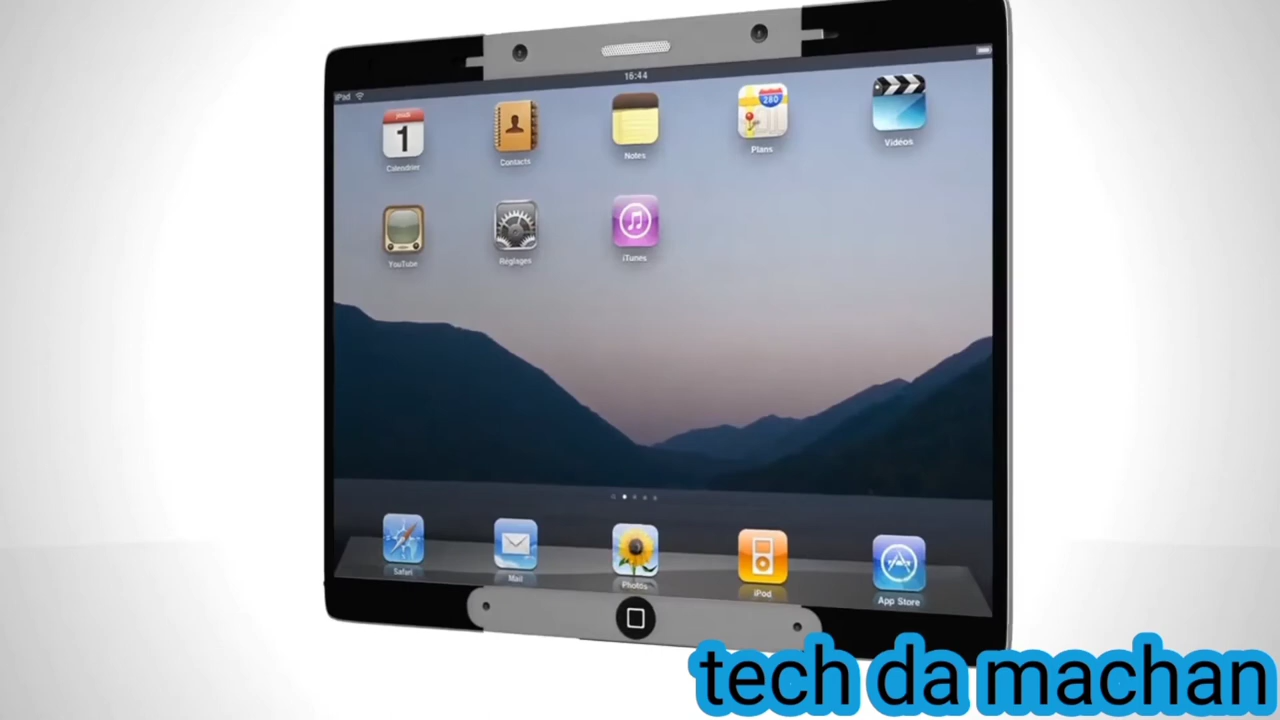 iPad
16:44
jeudi
1
Calendrier
Contacts
Notes
280
Plans
Vidéos
YouTube
Réglages
iTunes
Safari
Mail
Photos
iPod
App Store
tech da machan